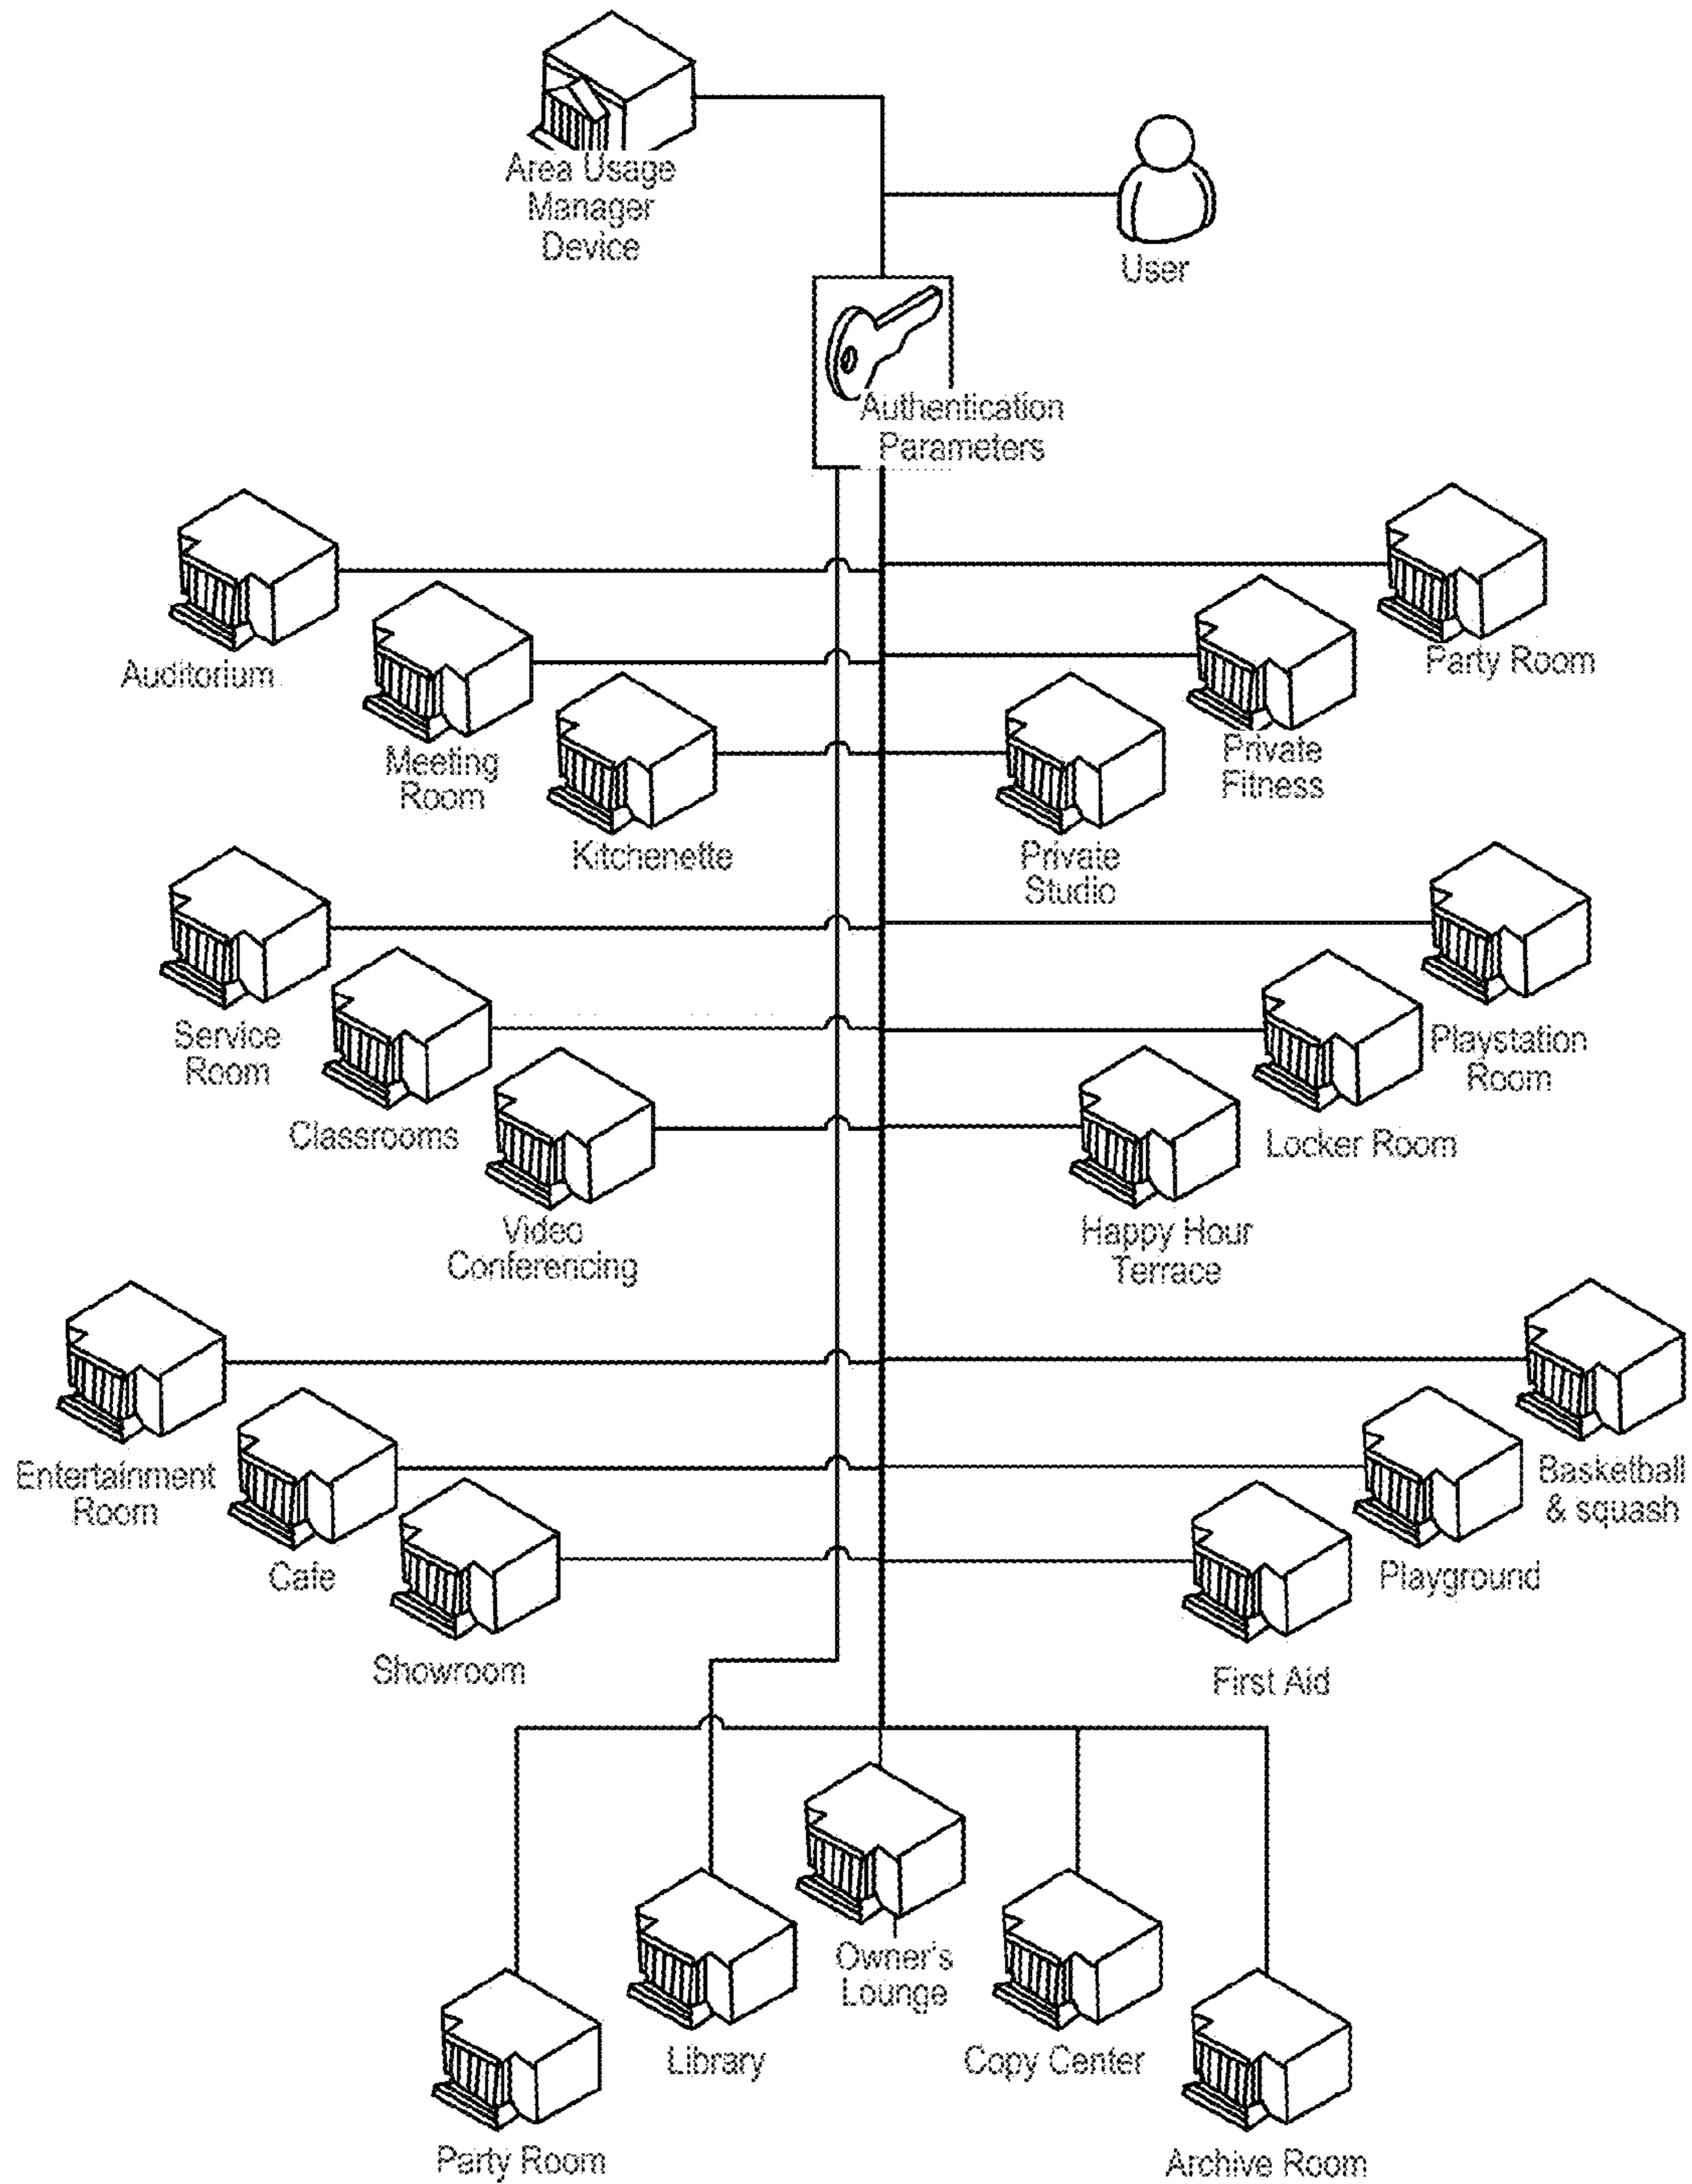 Area Usage
Manager
Device
User
Authentication
Parameters
Auditorium
Party Room
Meeting
Room
Private
Fitness
Kitchenette
Private
Studio
Service
Room
Playstation
Room
Classrooms
Locker Room
Video
Conferencing
Happy Hour
Terrace
Entertainment
Room
Basketball
& squash
Cafe
Playground
Showroom
First Aid
Owner's
Lounge
Library
Copy Center
Party Room
Archive Room